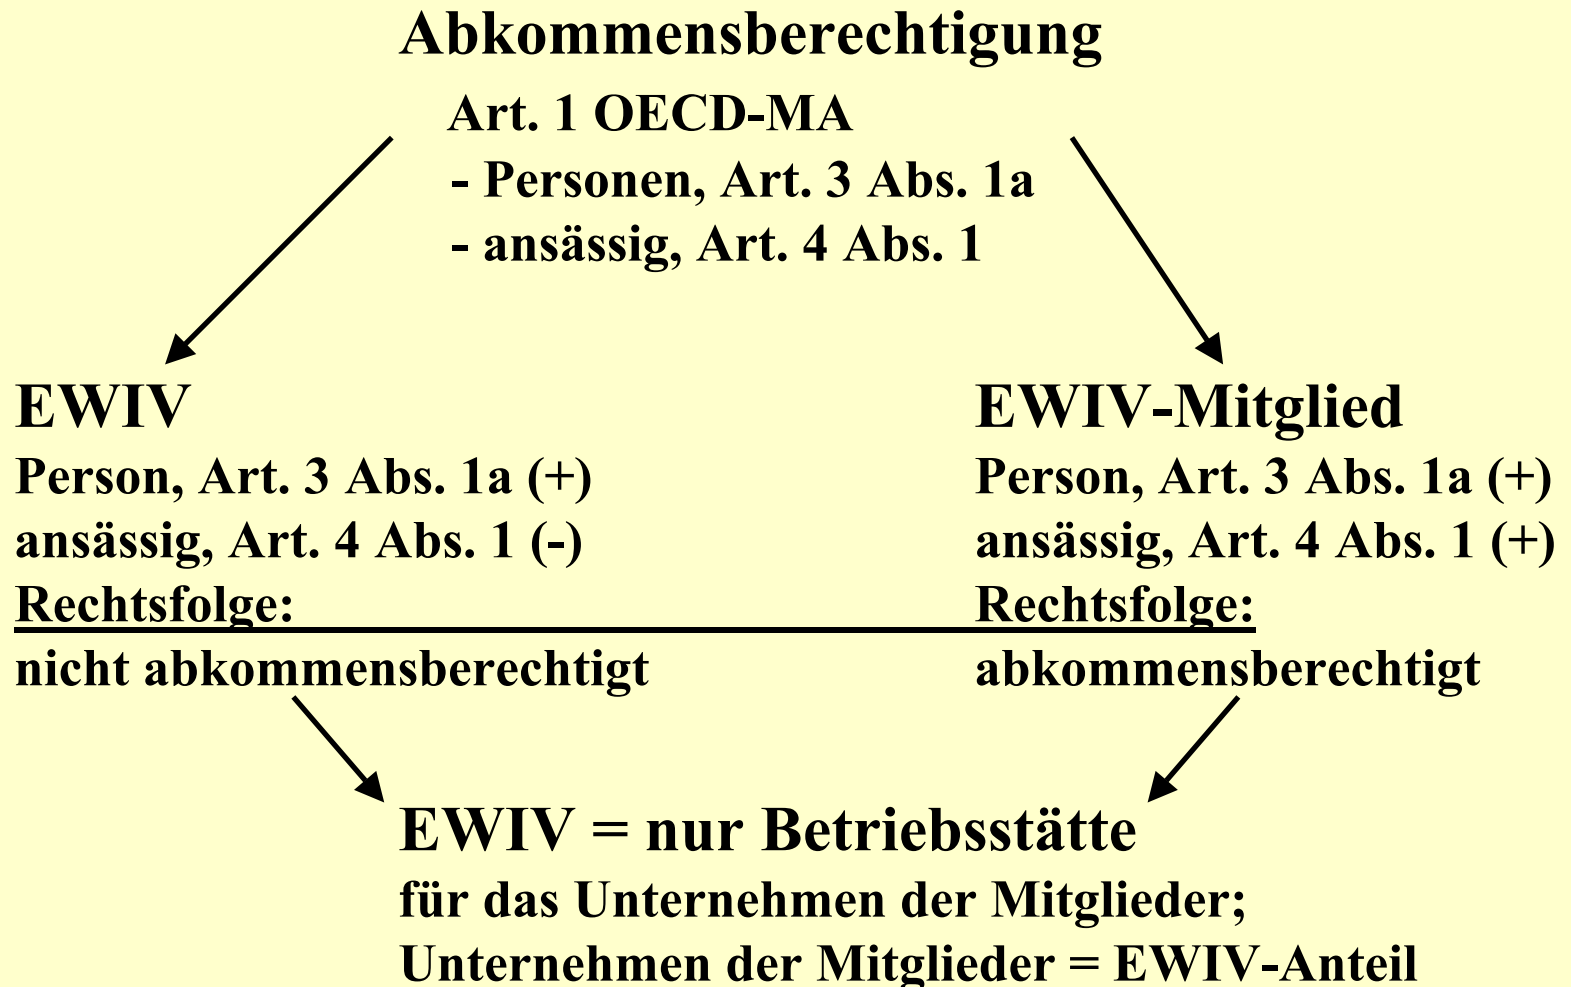 Abkommensberechtigung
Art. 1 OECD-MA
- Personen, Art. 3 Abs. 1a
- ansässig, Art. 4 Abs. 1
EWIV
Person, Art. 3 Abs. 1a (+)
ansässig, Art. 4 Abs. 1 (-)
Rechtsfolge:
nicht abkommensberechtigt
EWIV-Mitglied
Person, Art. 3 Abs. 1a (+)
ansässig, Art. 4 Abs. 1 (+)
Rechtsfolge:
abkommensberechtigt
EWIV = nur Betriebsstätte
für das Unternehmen der Mitglieder;
Unternehmen der Mitglieder = EWIV-Anteil